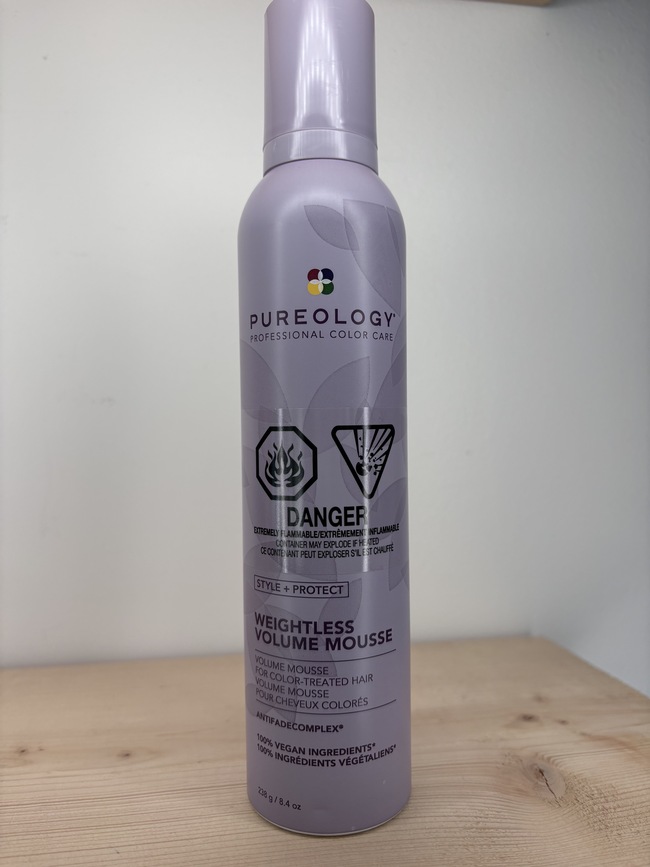 PUREOLOGY®
PROFESSIONAL COLOR CARE
DANGER
EXTREMELY FLAMMABLE/EXTRÊMEMENT INFLAMMABLE
CONTAINER MAY EXPLODE IF HEATED
CE CONTENANT PEUT EXPLOSER S'IL EST CHAUFFÉ
STYLE + PROTECT
WEIGHTLESS
VOLUME MOUSSE
VOLUME MOUSSE
FOR COLOR-TREATED HAIR
VOLUME MOUSSE
POUR CHEVEUX COLORÉS
ANTIFADECOMPLEX®
100% VEGAN INGREDIENTS*
100% INGRÉDIENTS VÉGÉTALIENS*
238 g / 8.4 oz